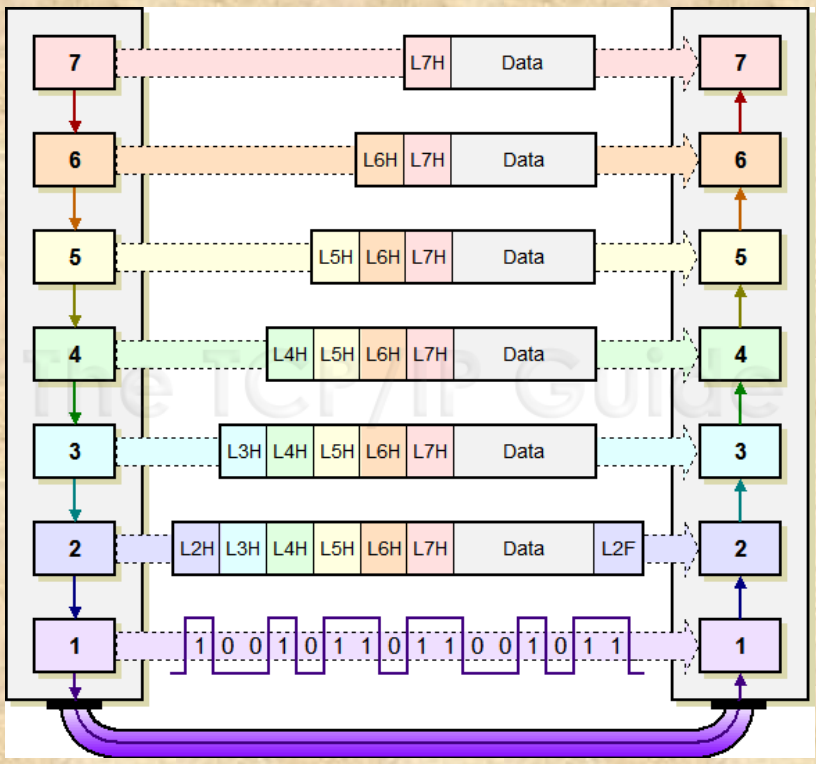 7 L7H Data 7
6 L6H L7H Data 6
5 L5H L6H L7H Data 5
4 L4H L5H L6H L7H Data 4
The TCP/IP Guide
3 L3H L4H L5H L6H L7H Data 3
2 L2H L3H L4H L5H L6H L7H Data L2F 2
1 1 0 0 1 0 1 1 0 1 1 0 0 1 0 1 1 1